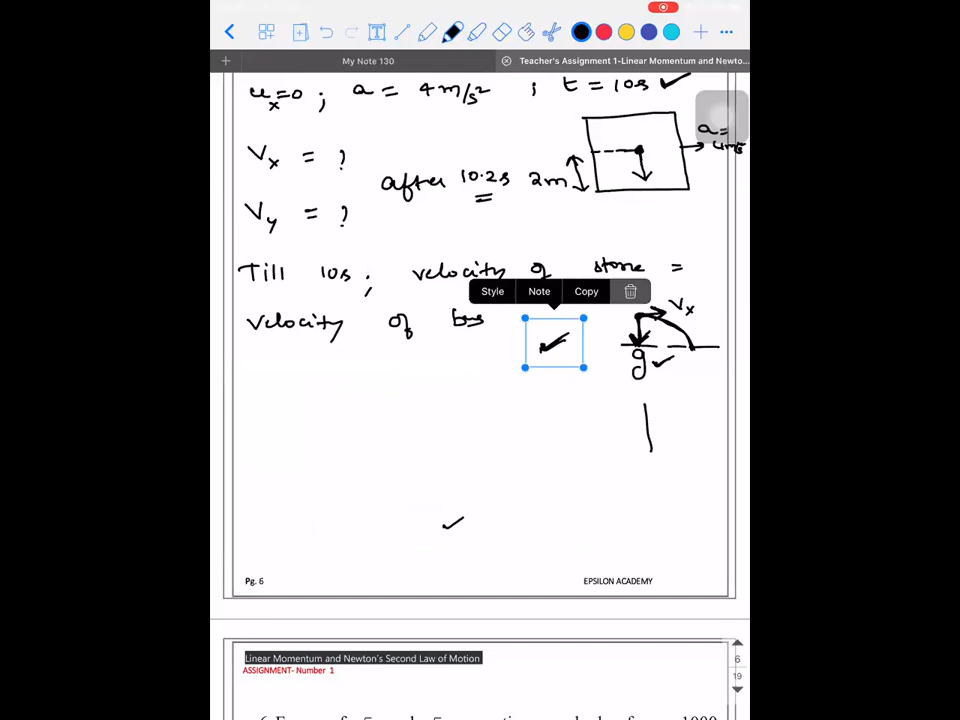 My Note 130
Teacher's Assignment 1-Linear Momentum and Newto...
ux=0 ; a = 4m/s² ; t = 10s ✓
a=
4m/s
Vx = ?
after 10.2s 2m
Vy = ?
Till 10s ; velocity of stone =
Style Note Copy
Vx
velocity of bus ✓
g ✓
✓
Pg. 6 EPSILON ACADEMY
Linear Momentum and Newton's Second Law of Motion
6
ASSIGNMENT- Number 1
19